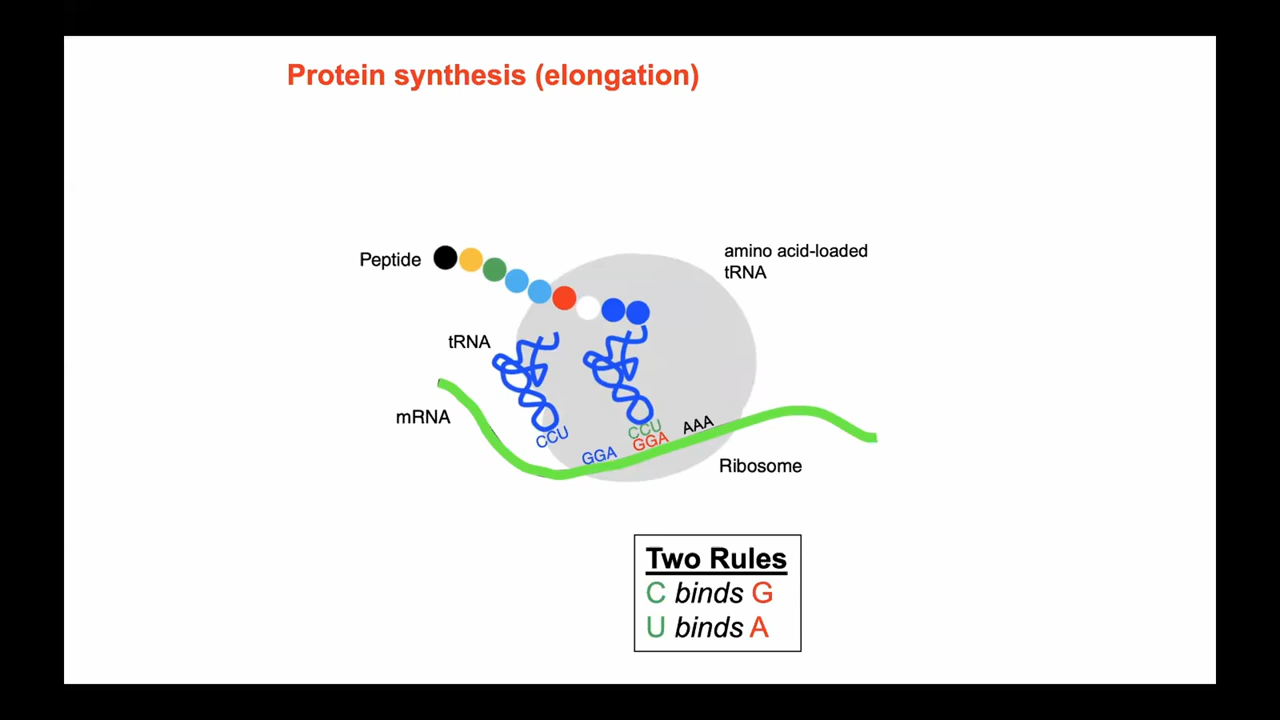 Protein synthesis (elongation)
Peptide
amino acid-loaded
tRNA
tRNA
mRNA
CCU
GGA
CCU
GGA
AAA
Ribosome
Two Rules
C binds G
U binds A